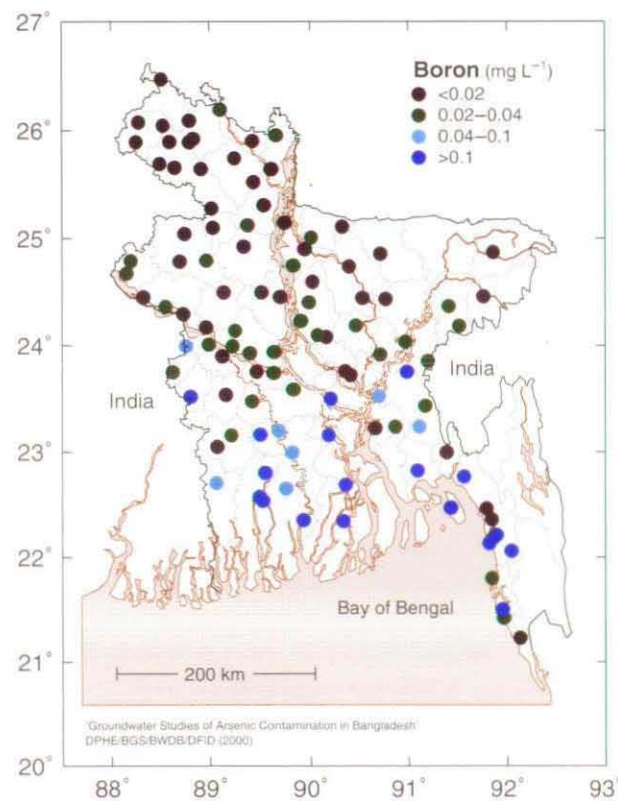 27°
26°
25°
24°
23°
22°
21°
20°
Boron (mg L⁻¹)
<0.02
0.02–0.04
0.04–0.1
>0.1
India
India
Bay of Bengal
200 km
'Groundwater Studies of Arsenic Contamination in Bangladesh'
DPHE/BGS/BWDB/DFID (2000)
88° 89° 90° 91° 92° 93°